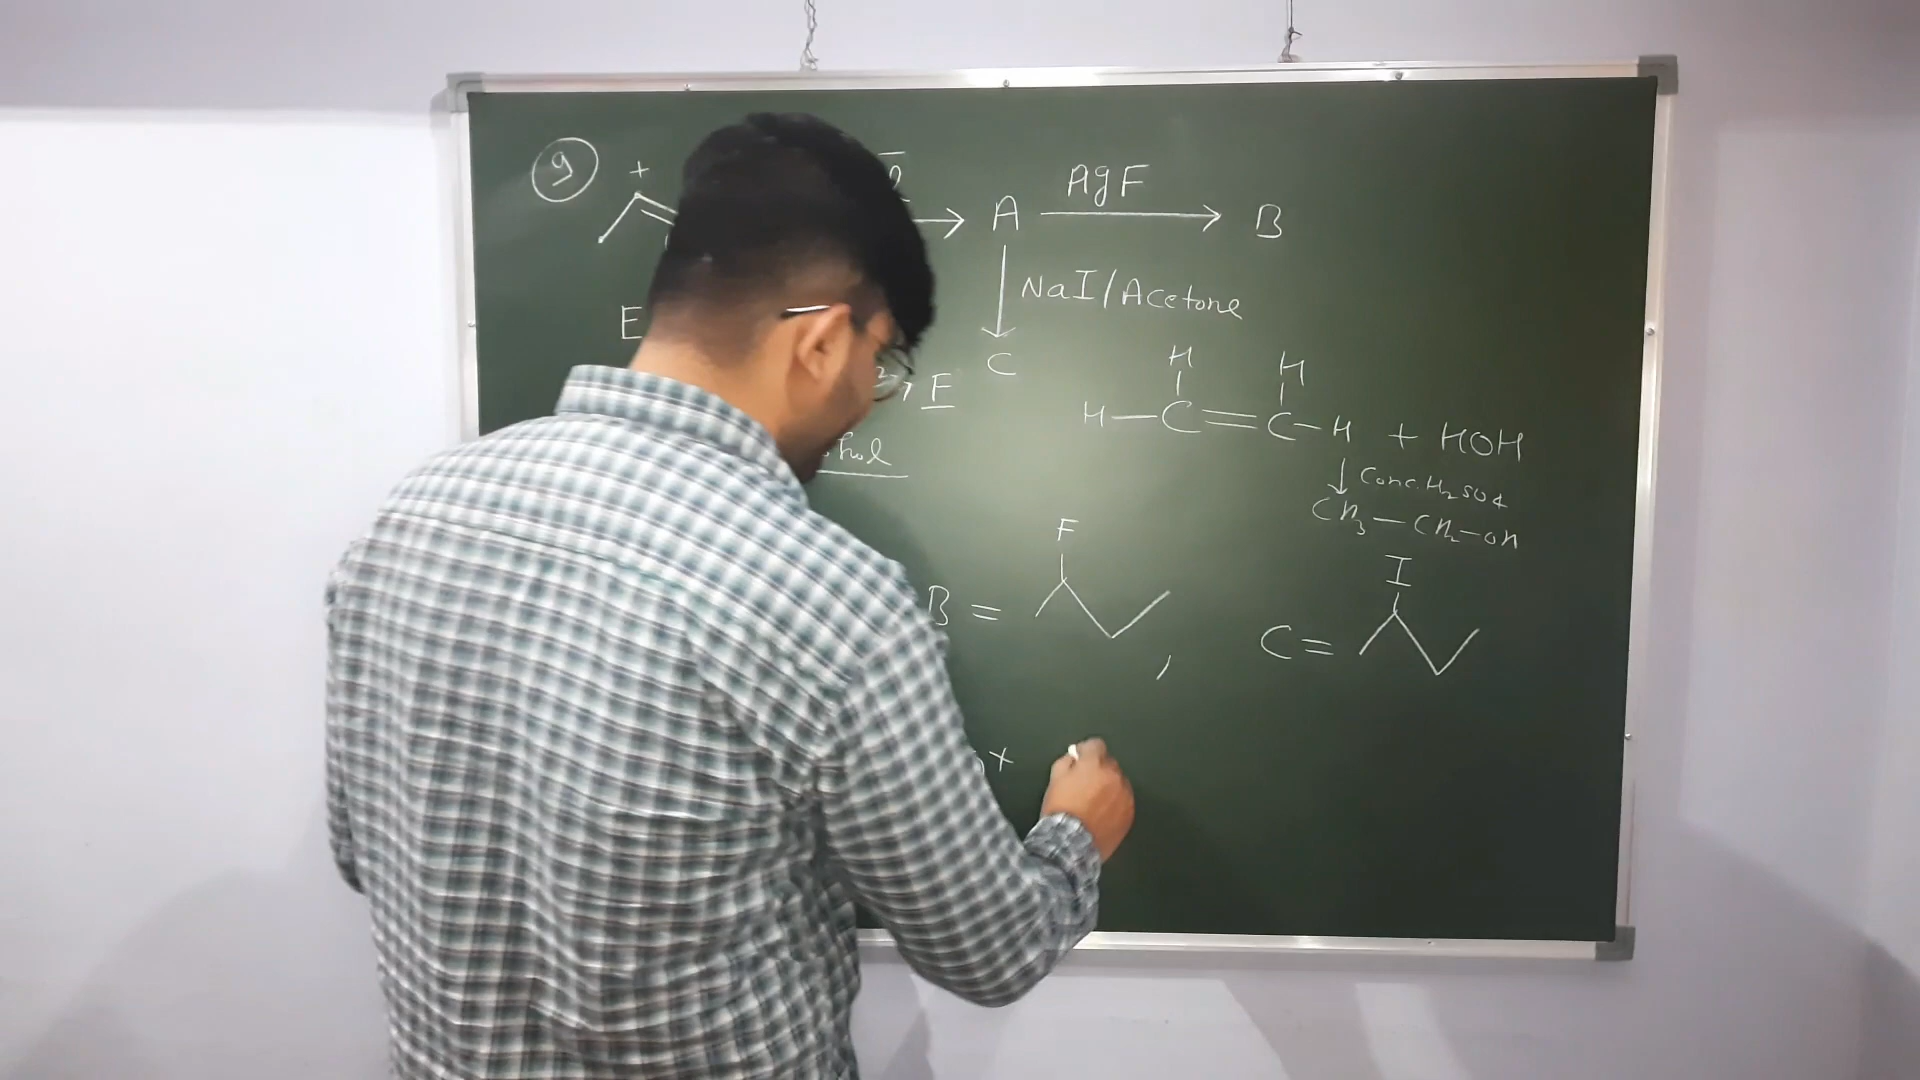 9
+
A AgF B
NaI/Acetone
E
C
F
H H
H-C=C-H + HOH
Conc. H2SO4
CH3-CH2-OH
F
B =
,
I
C =
+